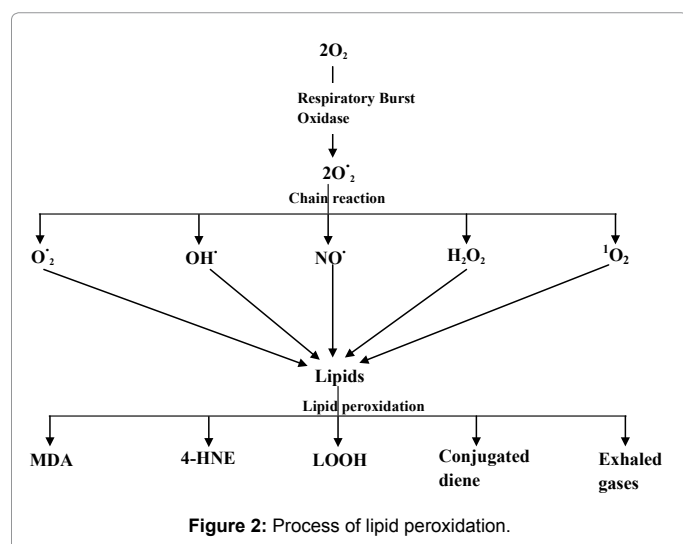 2O₂
Respiratory Burst
Oxidase
2O˙₂
Chain reaction
O˙₂ OH˙ NO˙ H₂O₂ ¹O₂
Lipids
Lipid peroxidation
MDA 4-HNE LOOH Conjugated diene Exhaled gases
Figure 2: Process of lipid peroxidation.